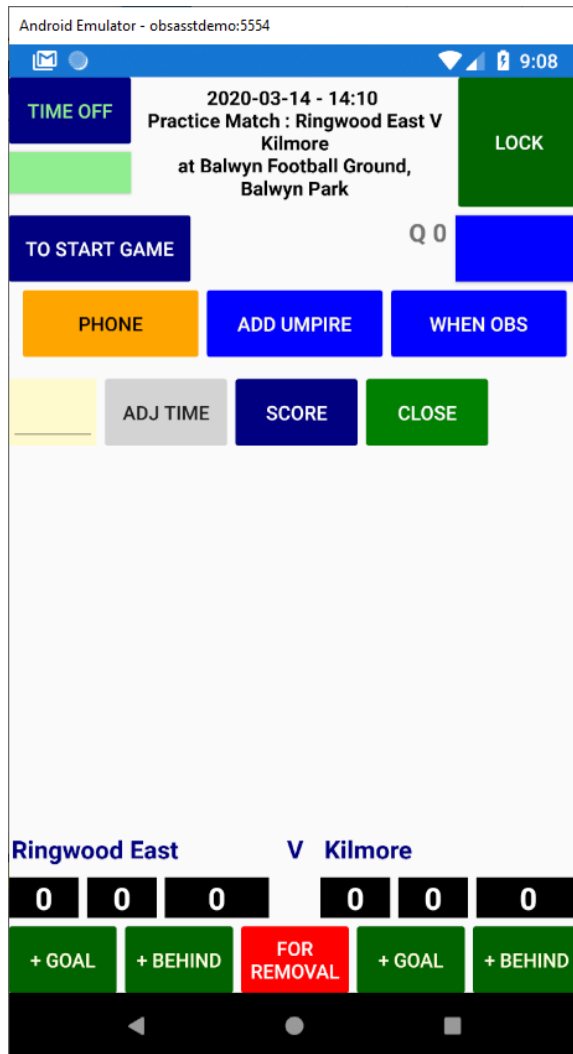 Android Emulator - obsasstdemo:5554
9:08
TIME OFF
2020-03-14 - 14:10
Practice Match : Ringwood East V
Kilmore
at Balwyn Football Ground,
Balwyn Park
LOCK
TO START GAME
Q 0
PHONE
ADD UMPIRE
WHEN OBS
ADJ TIME
SCORE
CLOSE
Ringwood East V Kilmore
0 0 0 0 0 0
+ GOAL
+ BEHIND
FOR
REMOVAL
+ GOAL
+ BEHIND